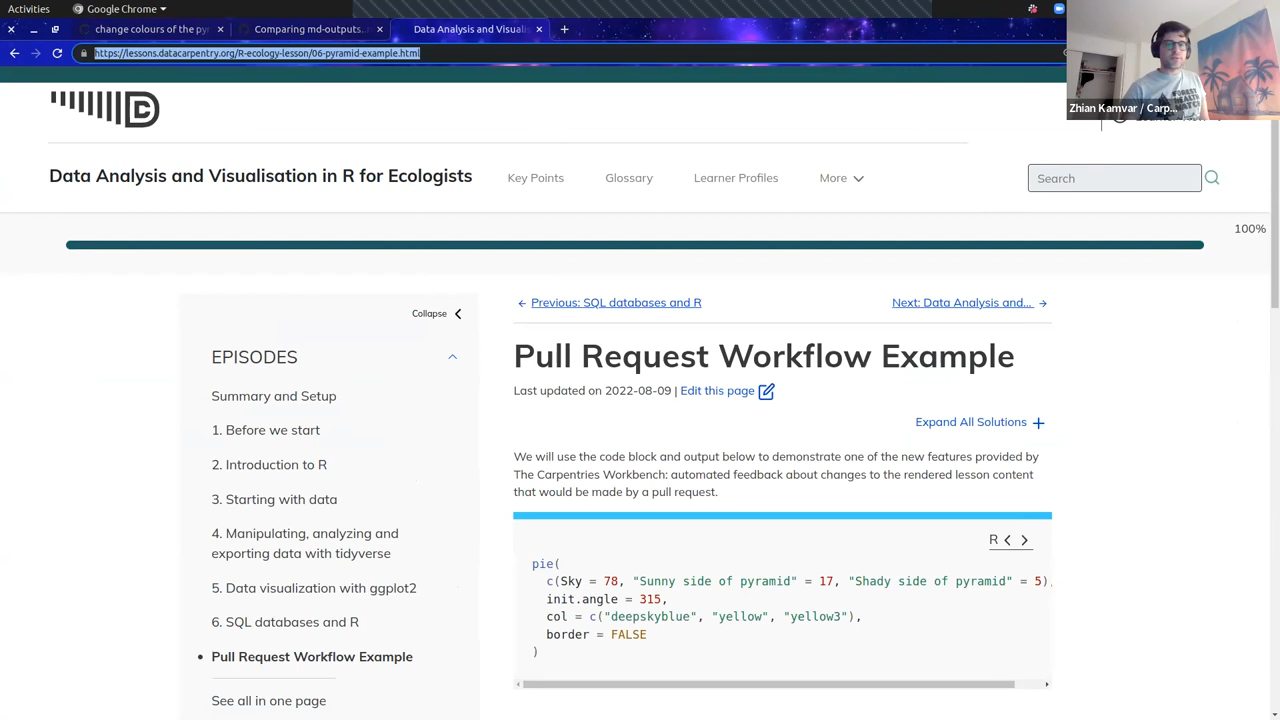 Activities
Google Chrome
change colours of the py
Comparing md-outputs..
Data Analysis and Visualis
https://lessons.datacarpentry.org/R-ecology-lesson/06-pyramid-example.html
Zhian Kamvar / Carp...
Data Analysis and Visualisation in R for Ecologists
Key Points
Glossary
Learner Profiles
More
Search
100%
Collapse
EPISODES
Summary and Setup
1. Before we start
2. Introduction to R
3. Starting with data
4. Manipulating, analyzing and
exporting data with tidyverse
5. Data visualization with ggplot2
6. SQL databases and R
Pull Request Workflow Example
See all in one page
Previous: SQL databases and R
Next: Data Analysis and...
Pull Request Workflow Example
Last updated on 2022-08-09 | Edit this page
Expand All Solutions
We will use the code block and output below to demonstrate one of the new features provided by
The Carpentries Workbench: automated feedback about changes to the rendered lesson content
that would be made by a pull request.
R
pie(
c(Sky = 78, "Sunny side of pyramid" = 17, "Shady side of pyramid" = 5),
init.angle = 315,
col = c("deepskyblue", "yellow", "yellow3"),
border = FALSE
)